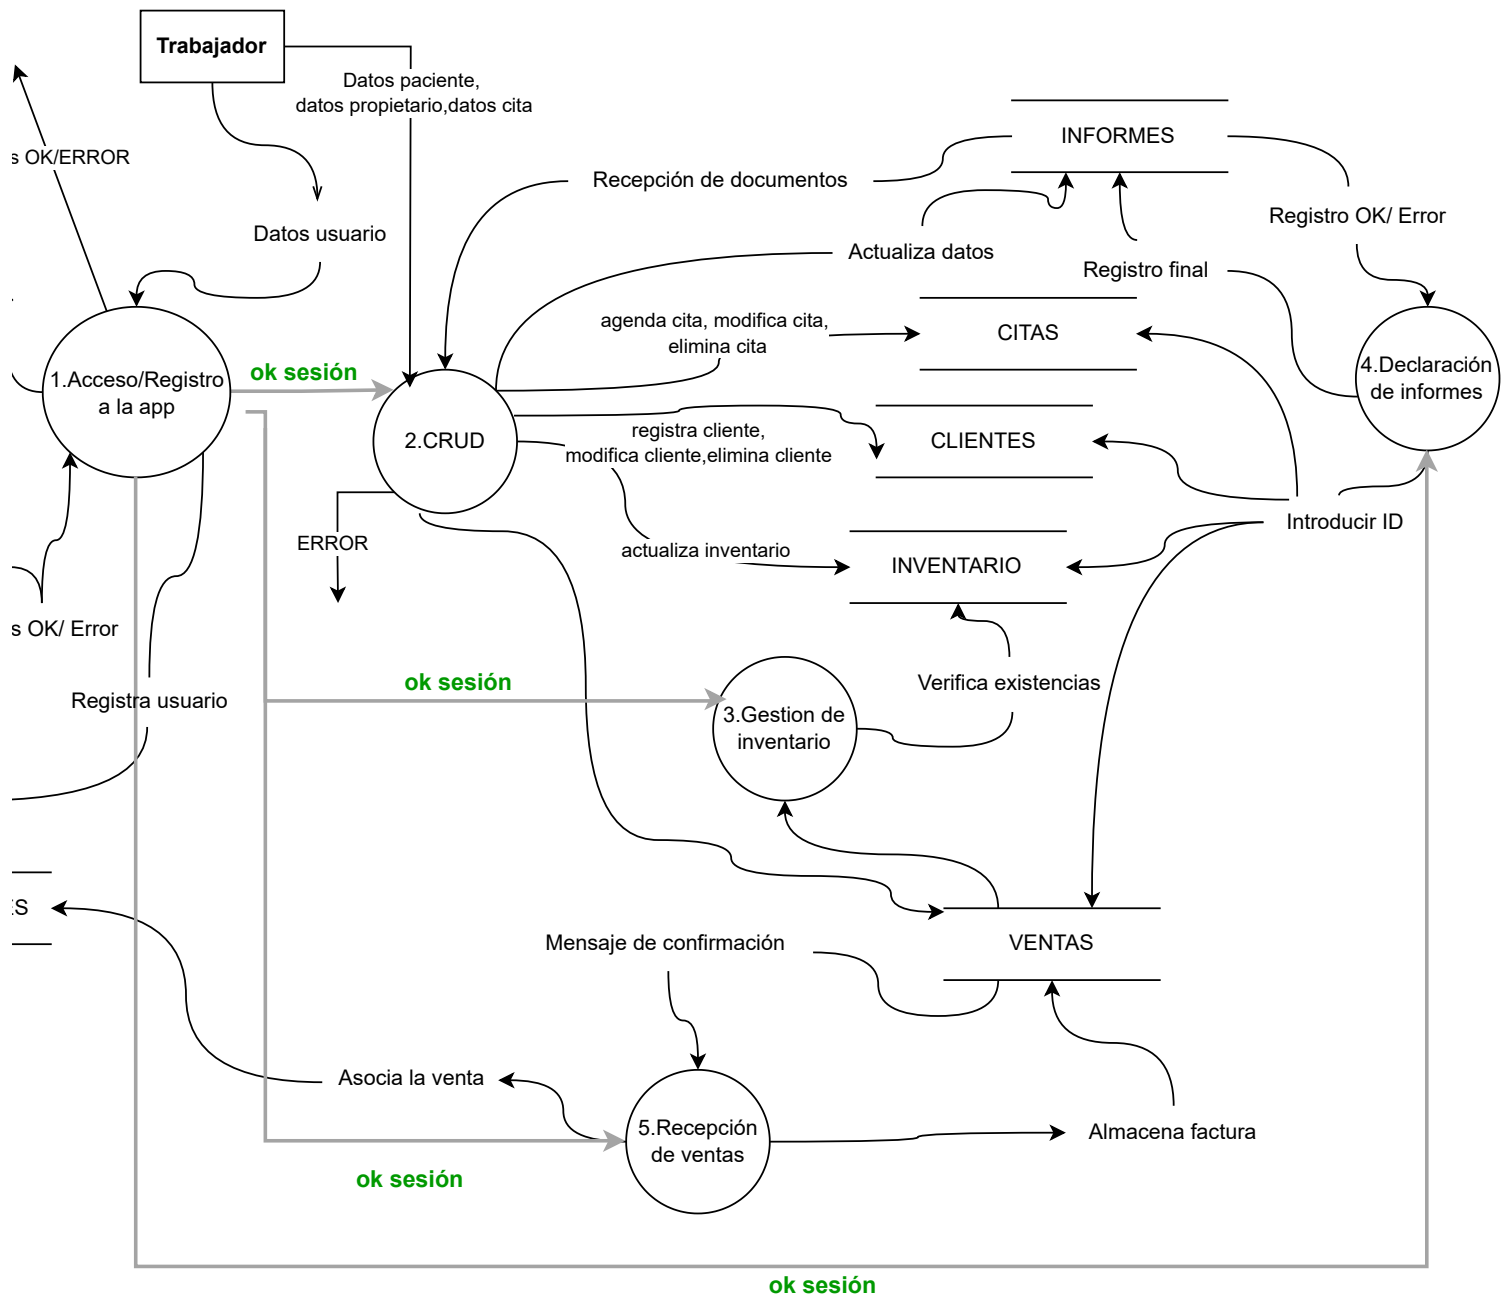 Trabajador
Datos paciente,
datos propietario,datos cita
s OK/ERROR
INFORMES
Recepción de documentos
Registro OK/ Error
Datos usuario
Actualiza datos
Registro final
agenda cita, modifica cita,
elimina cita
CITAS
ok sesión
1.Acceso/Registro
a la app
4.Declaración
de informes
2.CRUD
registra cliente,
modifica cliente,elimina cliente
CLIENTES
Introducir ID
ERROR
actualiza inventario
INVENTARIO
s OK/ Error
ok sesión
Verifica existencias
Registra usuario
3.Gestion de
inventario
ES
Mensaje de confirmación
VENTAS
Asocia la venta
5.Recepción
de ventas
Almacena factura
ok sesión
ok sesión